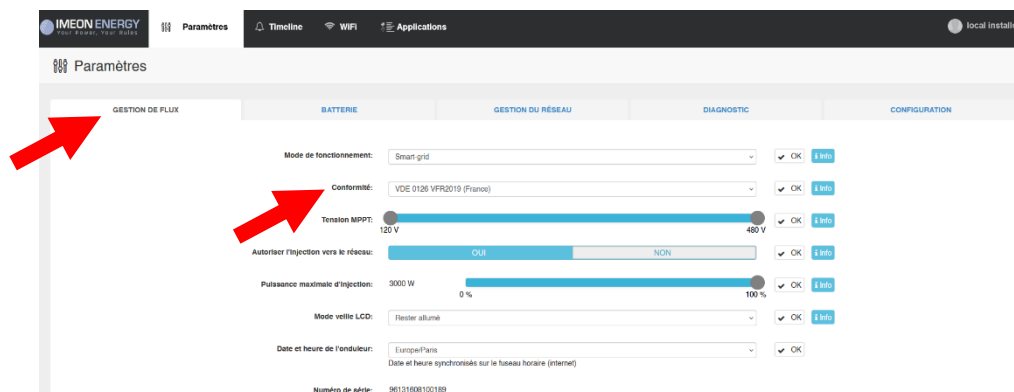 IMEON ENERGY
Your Power, Your Rules
Paramètres
Timeline
WiFi
Applications
local installe
Paramètres
GESTION DE FLUX
BATTERIE
GESTION DU RÉSEAU
DIAGNOSTIC
CONFIGURATION
Mode de fonctionnement: Smart-grid OK Info
Conformité: VDE 0126 VFR2019 (France) OK Info
Tension MPPT: OK Info
120 V 480 V
Autoriser l'injection vers le réseau: OUI NON OK Info
Puissance maximale d'injection: 3000 W OK Info
0 % 100 %
Mode veille LCD: Rester allumé OK Info
Date et heure de l'onduleur: Europe/Paris OK
Date et heure synchronisés sur le fuseau horaire (internet)
Numéro de série: 96131608100189